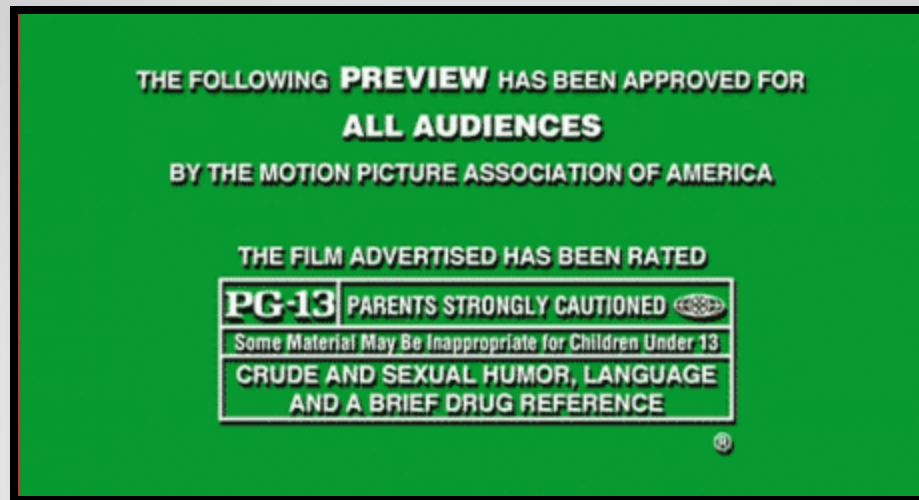 THE FOLLOWING PREVIEW HAS BEEN APPROVED FOR
ALL AUDIENCES
BY THE MOTION PICTURE ASSOCIATION OF AMERICA
THE FILM ADVERTISED HAS BEEN RATED
PG-13 PARENTS STRONGLY CAUTIONED
Some Material May Be Inappropriate for Children Under 13
CRUDE AND SEXUAL HUMOR, LANGUAGE
AND A BRIEF DRUG REFERENCE
®